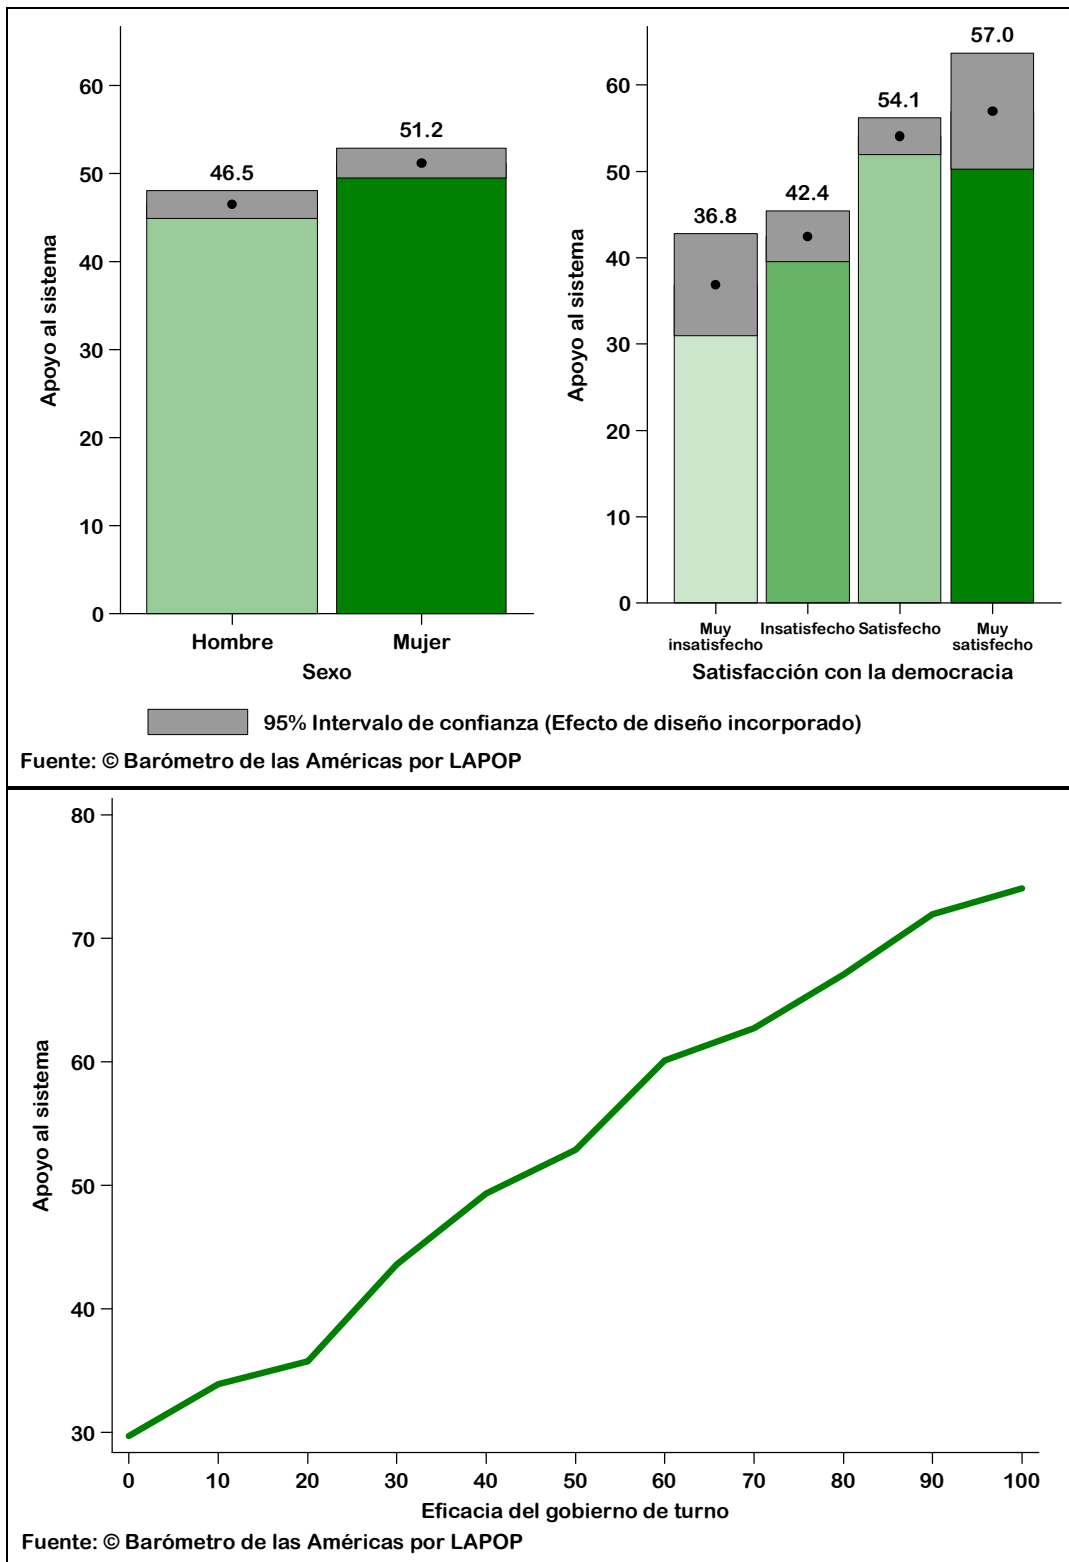 46.5
51.2
60
50
40
30
20
10
0
Apoyo al sistema
Hombre
Mujer
Sexo
36.8
42.4
54.1
57.0
60
50
40
30
20
10
0
Apoyo al sistema
Muy
insatisfecho
Insatisfecho
Satisfecho
Muy
satisfecho
Satisfacción con la democracia
95% Intervalo de confianza (Efecto de diseño incorporado)
Fuente: © Barómetro de las Américas por LAPOP
80
70
60
50
40
30
Apoyo al sistema
0 10 20 30 40 50 60 70 80 90 100
Eficacia del gobierno de turno
Fuente: © Barómetro de las Américas por LAPOP